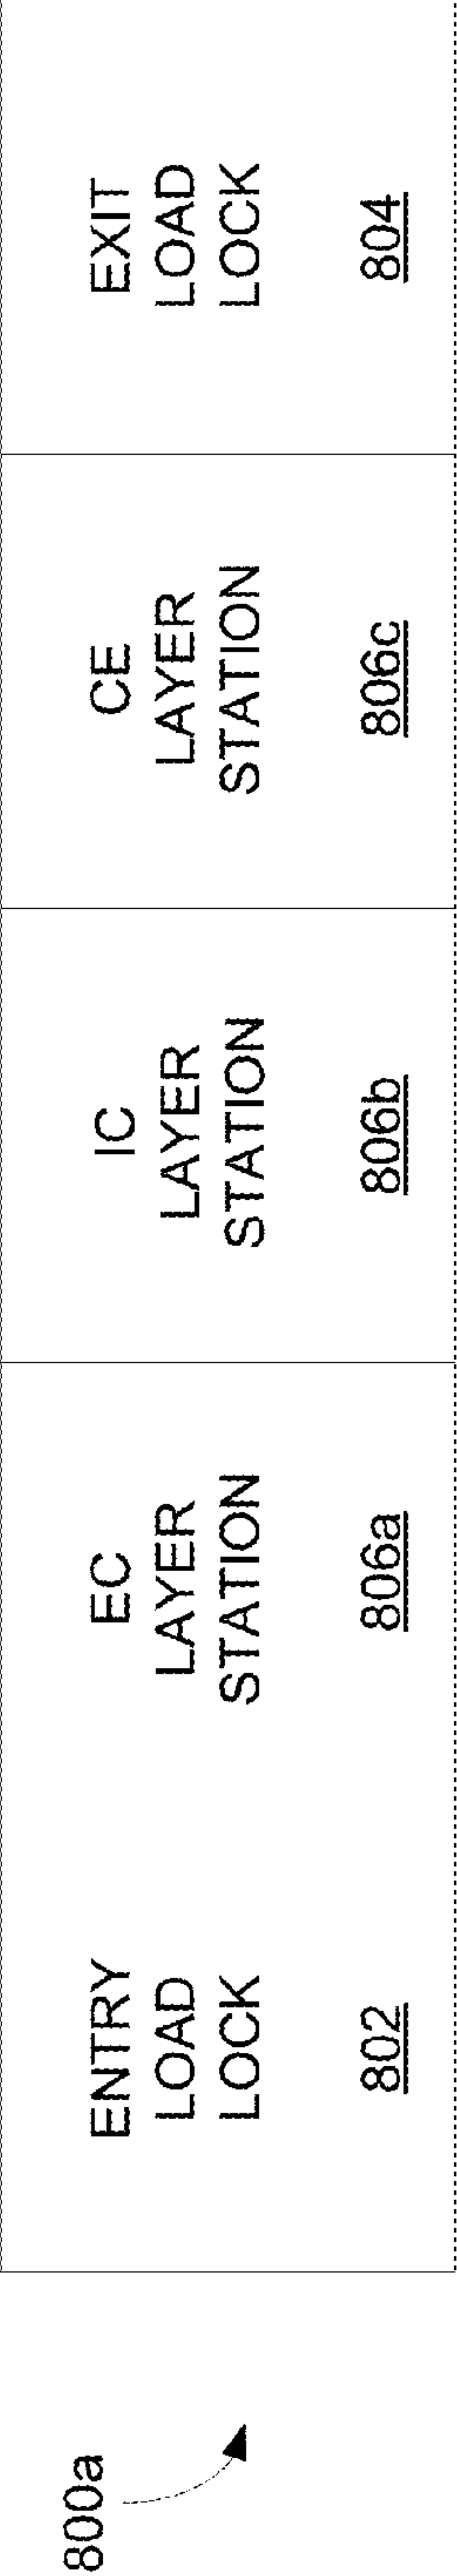 800a
ENTRY
LOAD
LOCK
802
EC
LAYER
STATION
806a
IC
LAYER
STATION
806b
CE
LAYER
STATION
806c
EXIT
LOAD
LOCK
804